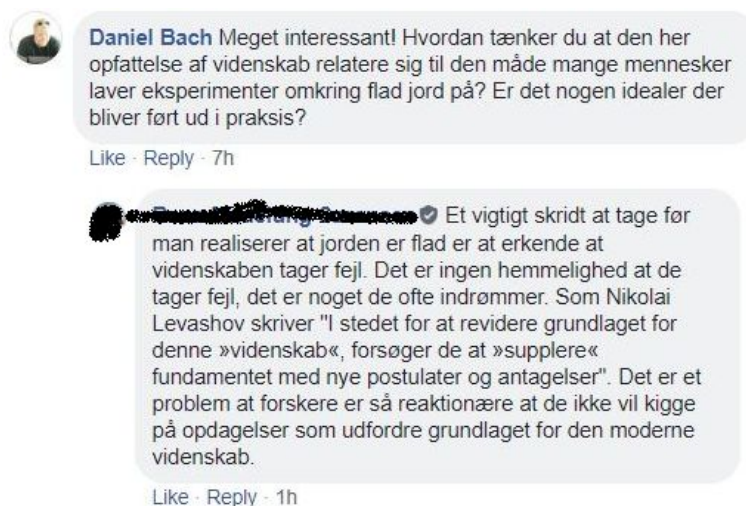 Daniel Bach Meget interessant! Hvordan tænker du at den her
opfattelse af videnskab relatere sig til den måde mange mennesker
laver eksperimenter omkring flad jord på? Er det nogen idealer der
bliver ført ud i praksis?
Like · Reply · 7h
Et vigtigt skridt at tage før
man realiserer at jorden er flad er at erkende at
videnskaben tager fejl. Det er ingen hemmelighed at de
tager fejl, det er noget de ofte indrømmer. Som Nikolai
Levashov skriver "I stedet for at revidere grundlaget for
denne »videnskab«, forsøger de at »supplere«
fundamentet med nye postulater og antagelser". Det er et
problem at forskere er så reaktionære at de ikke vil kigge
på opdagelser som udfordre grundlaget for den moderne
videnskab.
Like · Reply · 1h